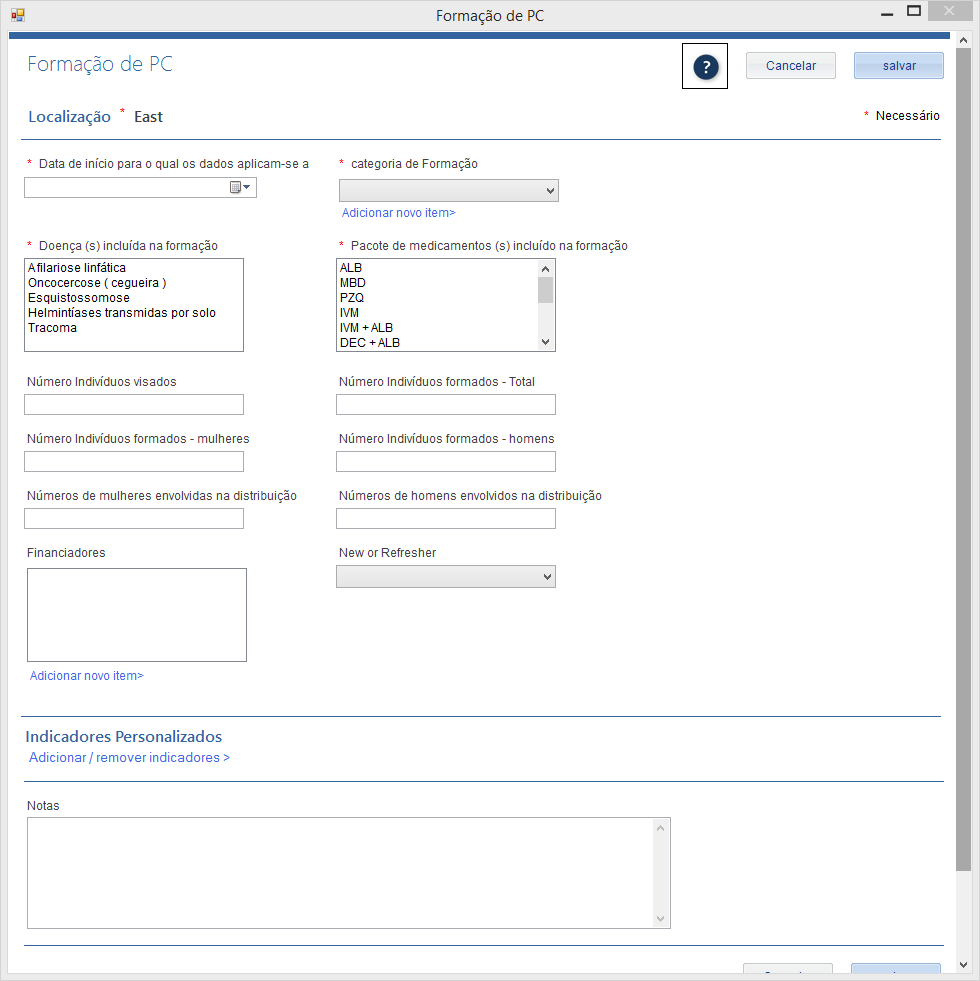 Formação de PC
Formação de PC
?
Cancelar
salvar
Localização * East
* Necessário
* Data de início para o qual os dados aplicam-se a
* categoria de Formação
Adicionar novo item>
* Doença (s) incluída na formação
* Pacote de medicamentos (s) incluído na formação
Afilariose linfática
Oncocercose ( cegueira )
Esquistossomose
Helmintíases transmidas por solo
Tracoma
ALB
MBD
PZQ
IVM
IVM + ALB
DEC + ALB
Número Indivíduos visados
Número Indivíduos formados - Total
Número Indivíduos formados - mulheres
Número Indivíduos formados - homens
Números de mulheres envolvidas na distribuição
Números de homens envolvidos na distribuição
Financiadores
New or Refresher
Adicionar novo item>
Indicadores Personalizados
Adicionar / remover indicadores >
Notas